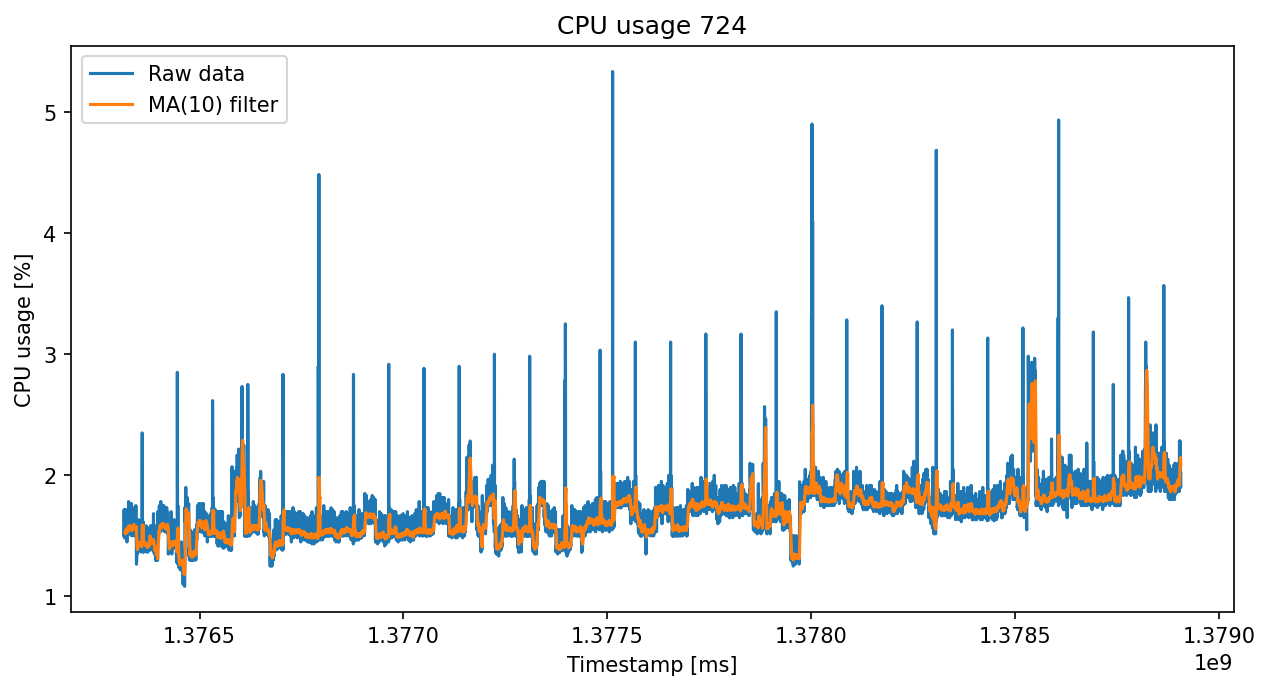 CPU usage 724
Raw data
MA(10) filter
CPU usage [%]
5
4
3
2
1
1.3765
1.3770
1.3775
1.3780
1.3785
1.3790
1e9
Timestamp [ms]